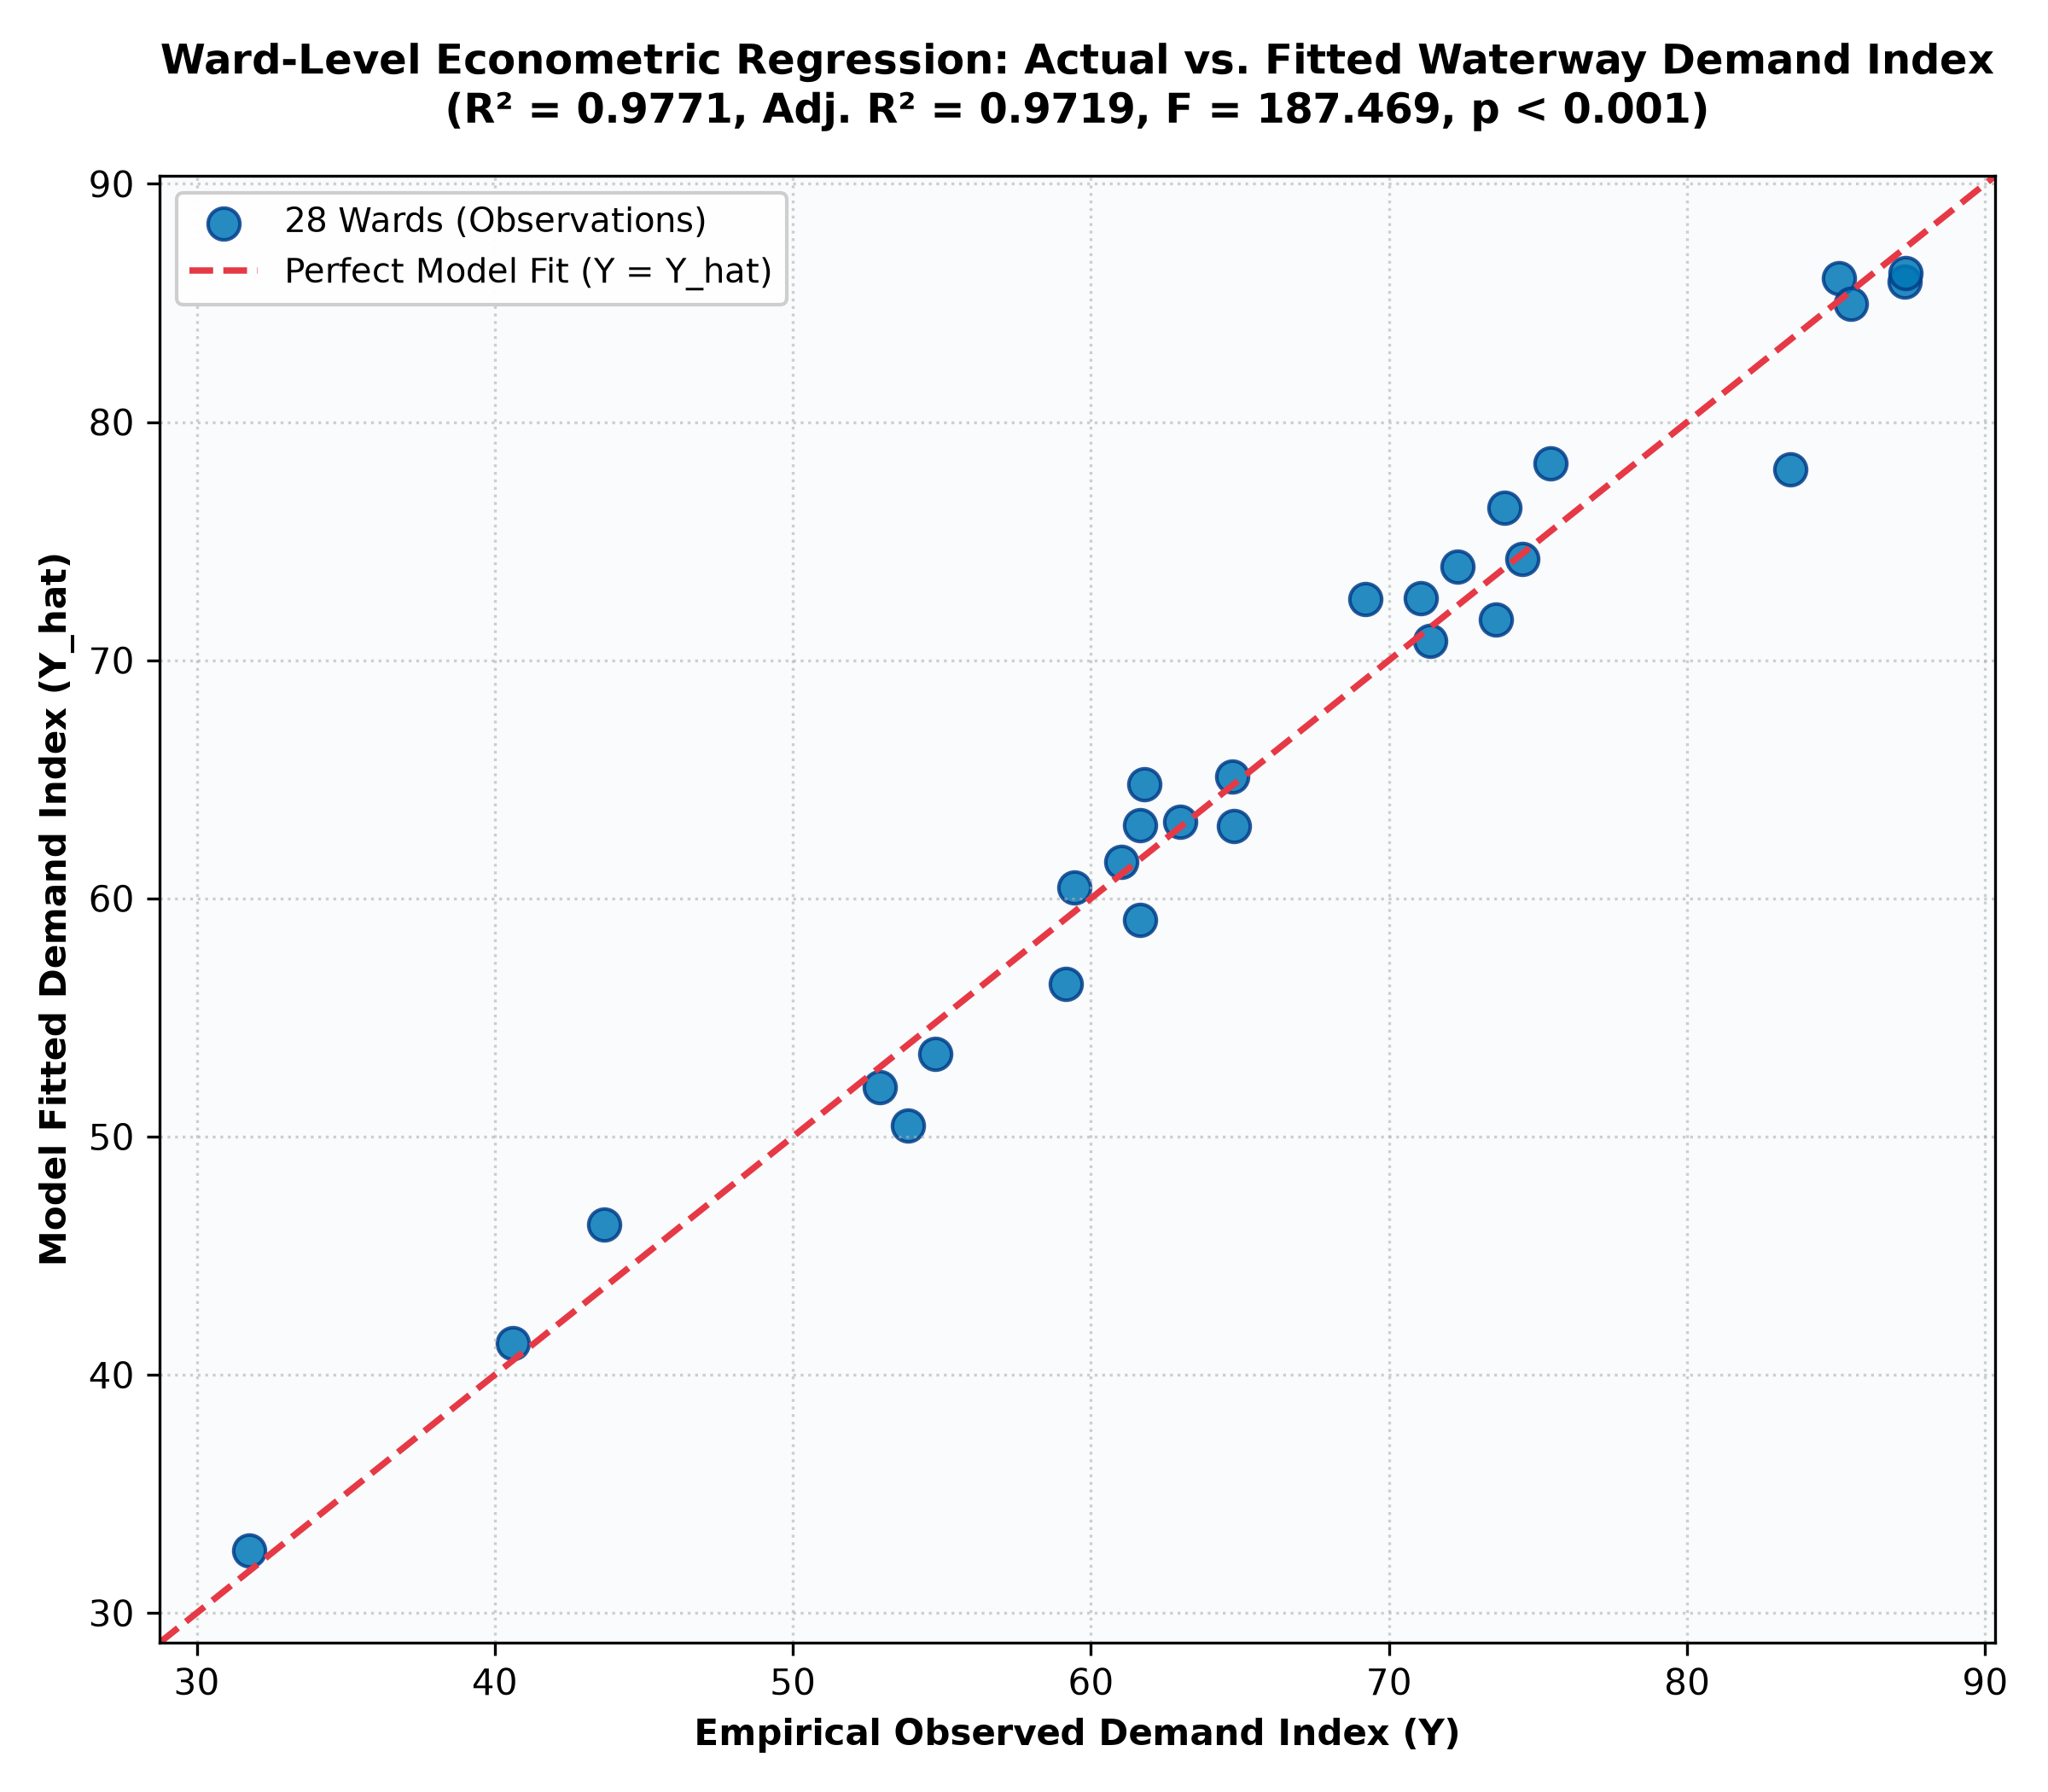 Ward-Level Econometric Regression: Actual vs. Fitted Waterway Demand Index
(R² = 0.9771, Adj. R² = 0.9719, F = 187.469, p < 0.001)
28 Wards (Observations)
Perfect Model Fit (Y = Y_hat)
Model Fitted Demand Index (Y_hat)
90
80
70
60
50
40
30
30 40 50 60 70 80 90
Empirical Observed Demand Index (Y)